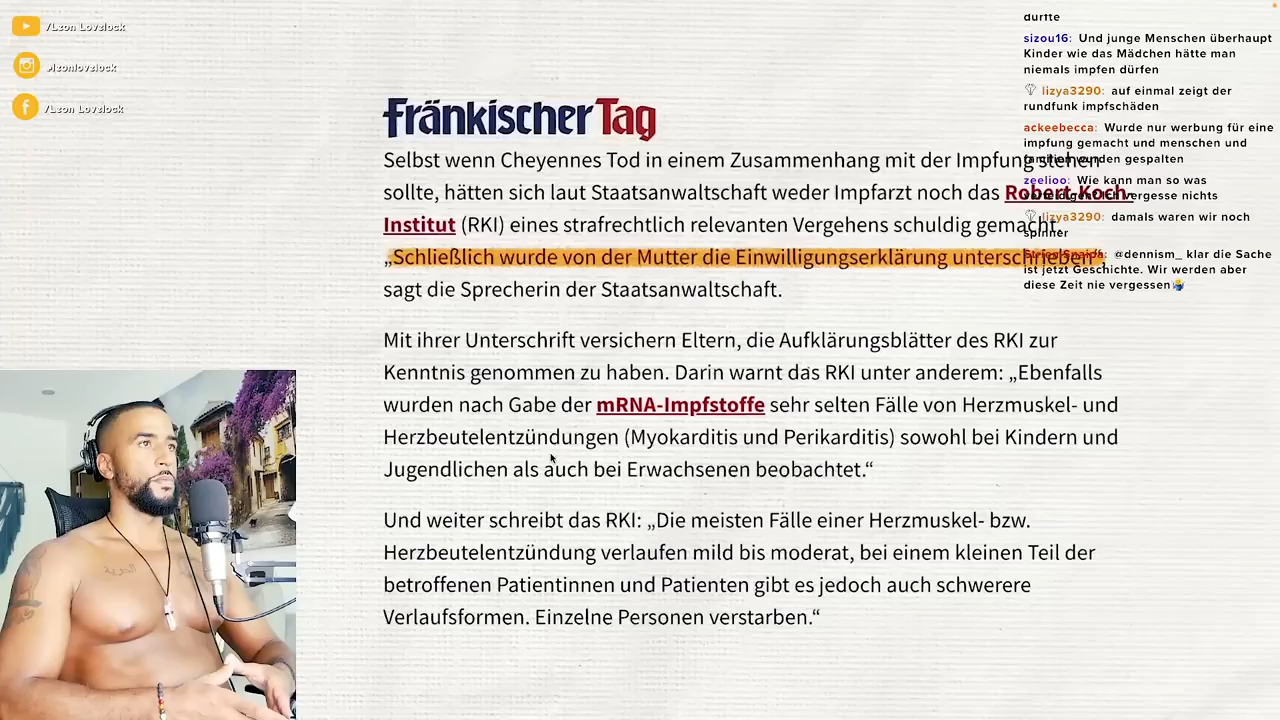 /Leon Lovelock
/leonlovelock
/Leon Lovelock
Fränkischer Tag
Selbst wenn Cheyennes Tod in einem Zusammenhang mit der Impfung stehen
sollte, hätten sich laut Staatsanwaltschaft weder Impfarzt noch das Robert-Koch-
Institut (RKI) eines strafrechtlich relevanten Vergehens schuldig gemacht.
„Schließlich wurde von der Mutter die Einwilligungserklärung unterschrieben“,
sagt die Sprecherin der Staatsanwaltschaft.
Mit ihrer Unterschrift versichern Eltern, die Aufklärungsblätter des RKI zur
Kenntnis genommen zu haben. Darin warnt das RKI unter anderem: „Ebenfalls
wurden nach Gabe der mRNA-Impfstoffe sehr selten Fälle von Herzmuskel- und
Herzbeutelentzündungen (Myokarditis und Perikarditis) sowohl bei Kindern und
Jugendlichen als auch bei Erwachsenen beobachtet.“
Und weiter schreibt das RKI: „Die meisten Fälle einer Herzmuskel- bzw.
Herzbeutelentzündung verlaufen mild bis moderat, bei einem kleinen Teil der
betroffenen Patientinnen und Patienten gibt es jedoch auch schwerere
Verlaufsformen. Einzelne Personen verstarben.“
durfte
sizou16: Und junge Menschen überhaupt
Kinder wie das Mädchen hätte man
niemals impfen dürfen
lizya3290: auf einmal zeigt der
rundfunk impfschäden
ackeebecca: Wurde nur werbung für eine
impfung gemacht und menschen und
familien wurden gespalten
zeelioo: Wie kann man so was
vergesse nichts
lizya3290: damals waren wir noch
spinner
@dennism_ klar die Sache
ist jetzt Geschichte. Wir werden aber
diese Zeit nie vergessen